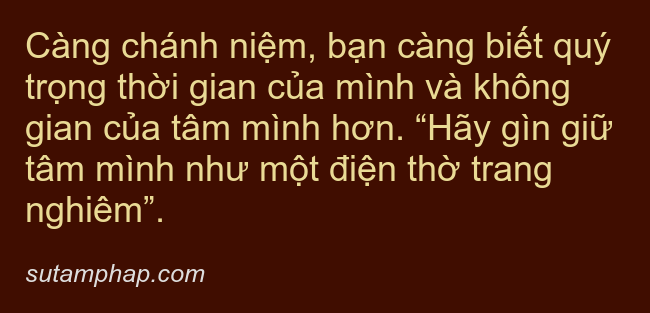 Càng chánh niệm, bạn càng biết quý
trọng thời gian của mình và không
gian của tâm mình hơn. “Hãy gìn giữ
tâm mình như một điện thờ trang
nghiêm”.
sutamphap.com